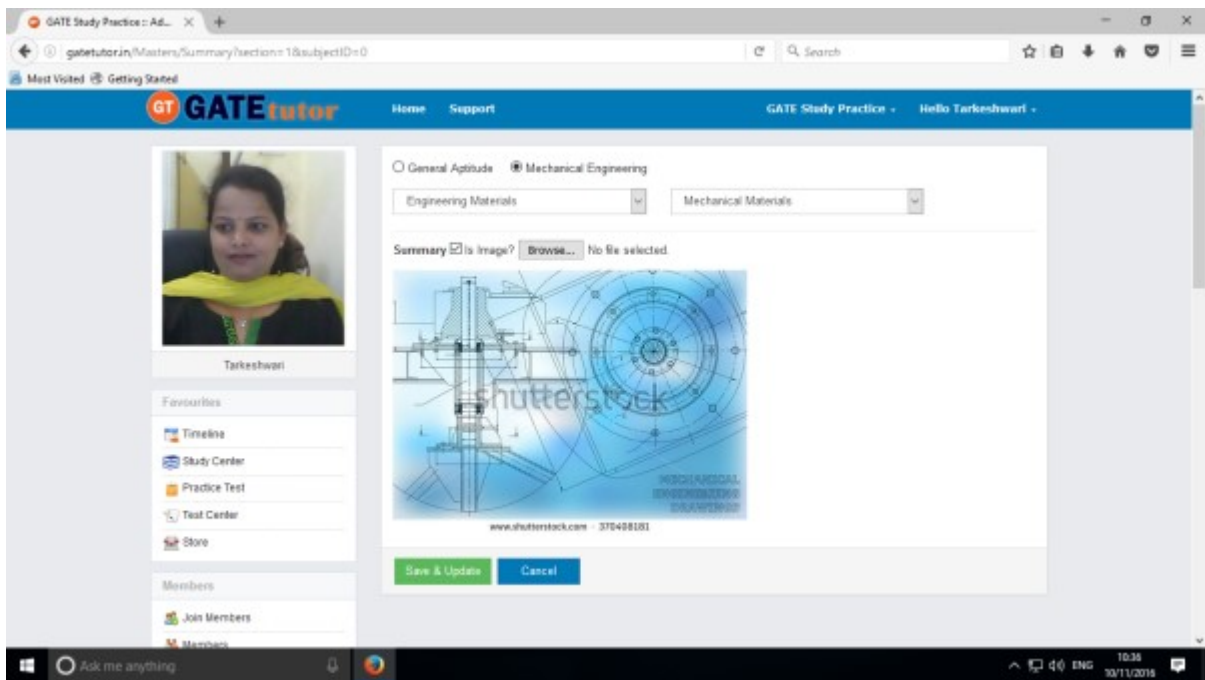 GATE Study Practice :: Ad...
gatetutor.in/Masters/Summary?section=1&subjectID=0
Search
Most Visited Getting Started
GT GATEtutor Home Support GATE Study Practice Hello Tarkeshwari
General Aptitude Mechanical Engineering
Engineering Materials Mechanical Materials
Summary Is Image? Browse... No file selected.
shutterstock
MECHANICAL
ENGINEERING
DRAWINGS
www.shutterstock.com · 370408181
Save & Update Cancel
Tarkeshwari
Favourites
Timeline
Study Center
Practice Test
Test Center
Store
Members
Join Members
Members
Ask me anything
ENG 10:36
10/11/2016